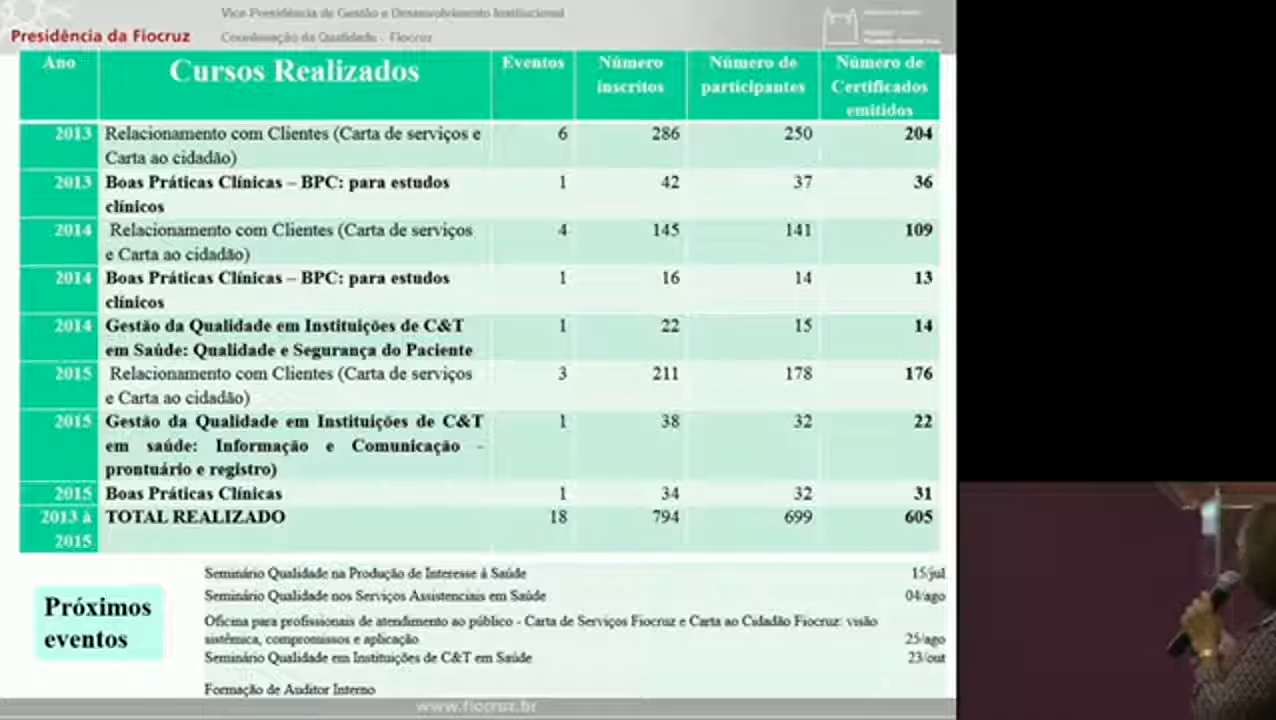 Vice-Presidência de Gestão e Desenvolvimento Institucional
Presidência da Fiocruz
Coordenação da Qualidade - Fiocruz
Ano Cursos Realizados Eventos Número inscritos Número de participantes Número de Certificados emitidos
2013 Relacionamento com Clientes (Carta de serviços e 6 286 250 204
Carta ao cidadão)
2013 Boas Práticas Clínicas – BPC: para estudos 1 42 37 36
clínicos
2014 Relacionamento com Clientes (Carta de serviços 4 145 141 109
e Carta ao cidadão)
2014 Boas Práticas Clínicas – BPC: para estudos 1 16 14 13
clínicos
2014 Gestão da Qualidade em Instituições de C&T 1 22 15 14
em Saúde: Qualidade e Segurança do Paciente
2015 Relacionamento com Clientes (Carta de serviços 3 211 178 176
e Carta ao cidadão)
2015 Gestão da Qualidade em Instituições de C&T 1 38 32 22
em saúde: Informação e Comunicação -
prontuário e registro)
2015 Boas Práticas Clínicas 1 34 32 31
2013 à TOTAL REALIZADO 18 794 699 605
2015
Próximos
eventos
Seminário Qualidade na Produção de Interesse à Saúde 15/jul
Seminário Qualidade nos Serviços Assistenciais em Saúde 04/ago
Oficina para profissionais de atendimento ao público - Carta de Serviços Fiocruz e Carta ao Cidadão Fiocruz: visão
sistêmica, compromissos e aplicação 25/ago
Seminário Qualidade em Instituições de C&T em Saúde 23/out
Formação de Auditor Interno
www.fiocruz.br